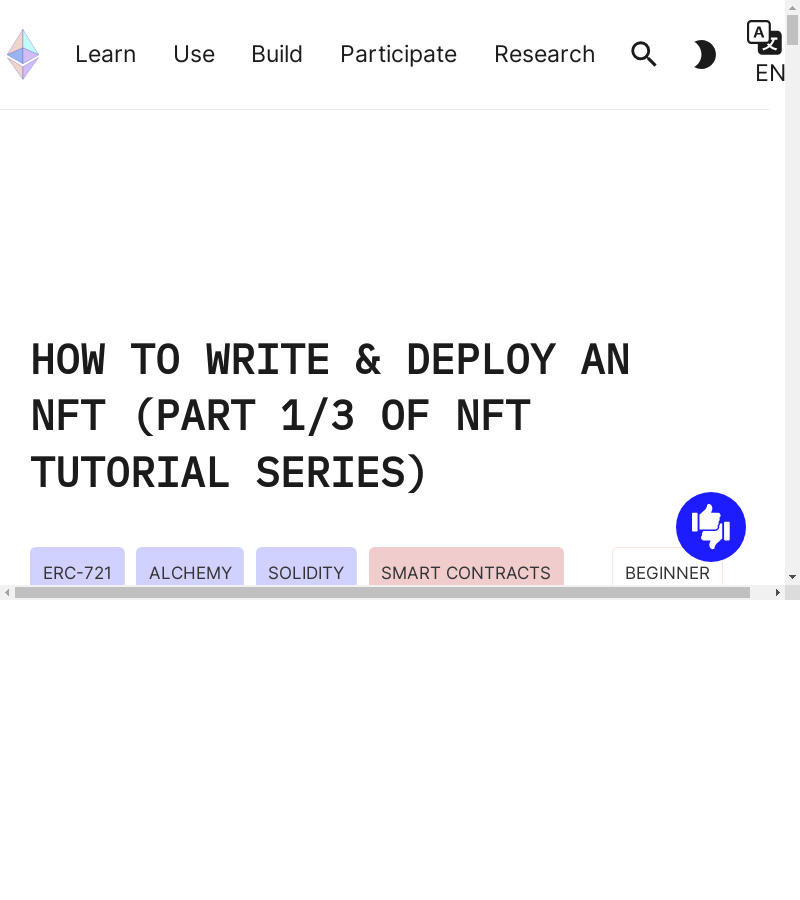 Learn Use Build Participate Research
EN
HOW TO WRITE & DEPLOY AN
NFT (PART 1/3 OF NFT
TUTORIAL SERIES)
ERC-721 ALCHEMY SOLIDITY SMART CONTRACTS BEGINNER